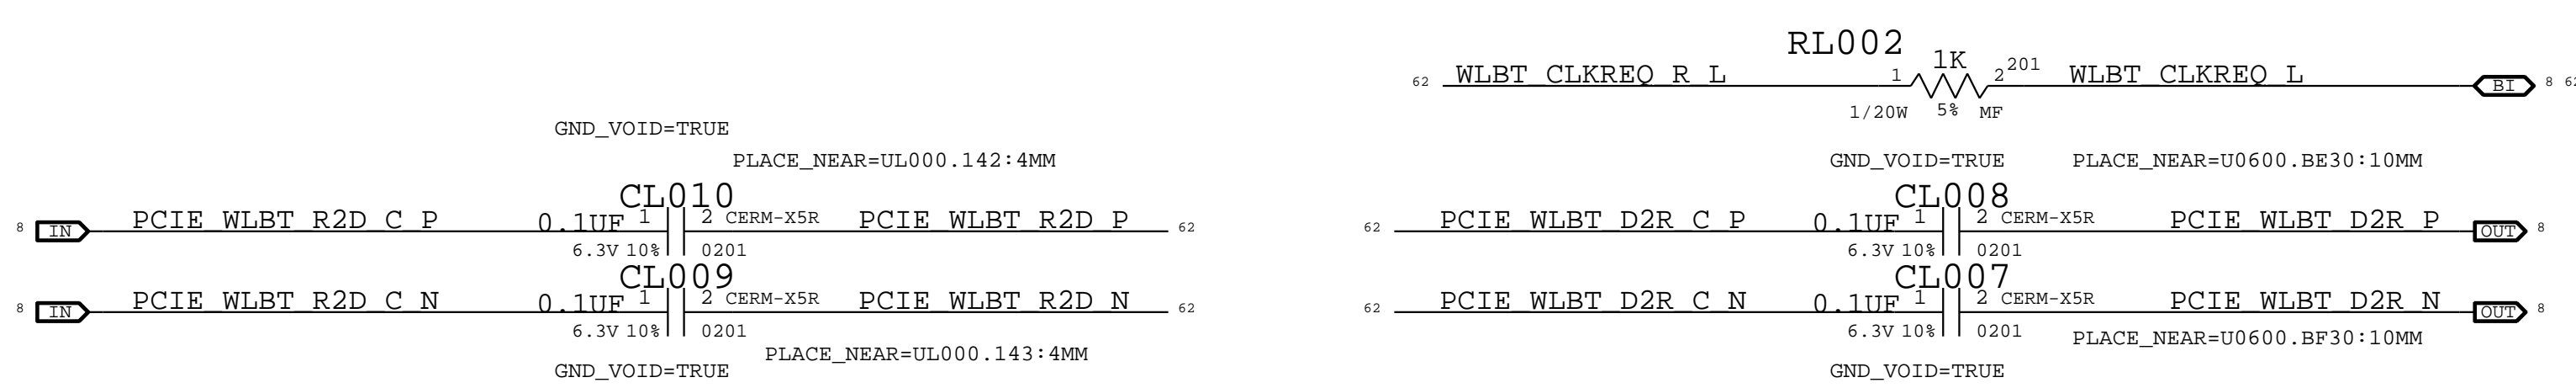 RL002
62 WLBT_CLKREQ_R_L 1 1K 2 201 WLBT_CLKREQ_L BI 8 62
1/20W 5% MF
GND_VOID=TRUE
PLACE_NEAR=UL000.142:4MM
CL010
8 IN PCIE_WLBT_R2D_C_P 0.1UF 1 2 CERM-X5R PCIE_WLBT_R2D_P 62
6.3V 10% 0201
CL009
8 IN PCIE_WLBT_R2D_C_N 0.1UF 1 2 CERM-X5R PCIE_WLBT_R2D_N 62
6.3V 10% 0201
PLACE_NEAR=UL000.143:4MM
GND_VOID=TRUE
GND_VOID=TRUE PLACE_NEAR=U0600.BE30:10MM
CL008
62 PCIE_WLBT_D2R_C_P 0.1UF 1 2 CERM-X5R PCIE_WLBT_D2R_P OUT 8
6.3V 10% 0201
CL007
62 PCIE_WLBT_D2R_C_N 0.1UF 1 2 CERM-X5R PCIE_WLBT_D2R_N OUT 8
6.3V 10% 0201
PLACE_NEAR=U0600.BF30:10MM
GND_VOID=TRUE